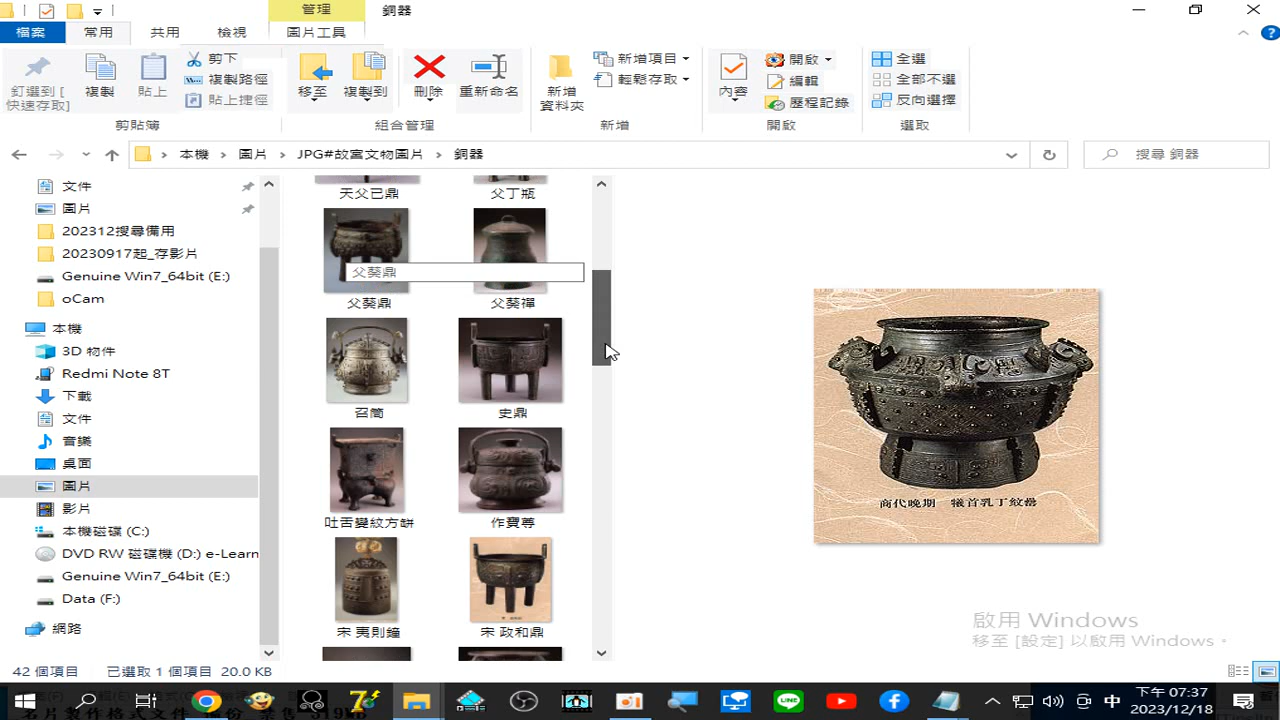 管理
銅器
檔案
常用
共用
檢視
圖片工具
釘選到 [
快速存取]
複製
貼上
剪下
複製路徑
貼上捷徑
剪貼簿
移至
複製到
刪除
重新命名
組合管理
新增
資料夾
新增項目
輕鬆存取
新增
內容
開啟
編輯
歷程記錄
開啟
全選
全部不選
反向選擇
選取
本機 › 圖片 › JPG#故宮文物圖片 › 銅器
搜尋 銅器
文件
圖片
202312搜尋備用
20230917起_存影片
Genuine Win7_64bit (E:)
oCam
本機
3D 物件
Redmi Note 8T
下載
文件
音樂
桌面
圖片
影片
本機磁碟 (C:)
DVD RW 磁碟機 (D:) e-Learn
Genuine Win7_64bit (E:)
Data (F:)
網路
天父已鼎
父丁瓶
父葵鼎
父葵鼎
父葵禪
召筒
史鼎
作寶尊
宋 夷則鐘
宋 政和鼎
商代晚期 犧首乳丁紋罍
啟用 Windows
移至 [設定] 以啟用 Windows。
42 個項目
已選取 1 個項目 20.0 KB
中
下午 07:37
2023/12/18